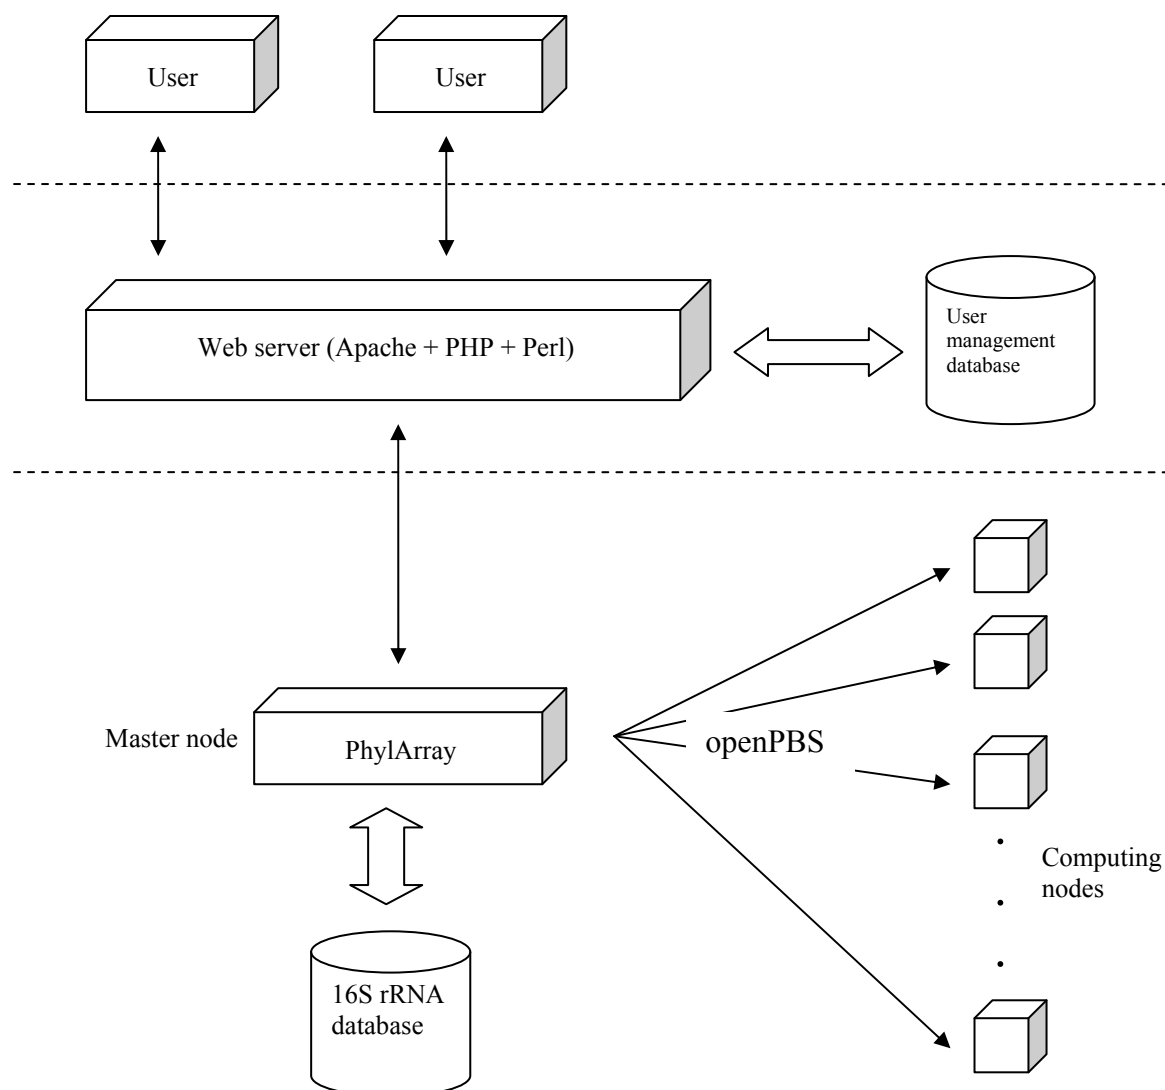 User
User
Web server (Apache + PHP + Perl)
User
management
database
Master node
PhylArray
openPBS
Computing
nodes
16S rRNA
database